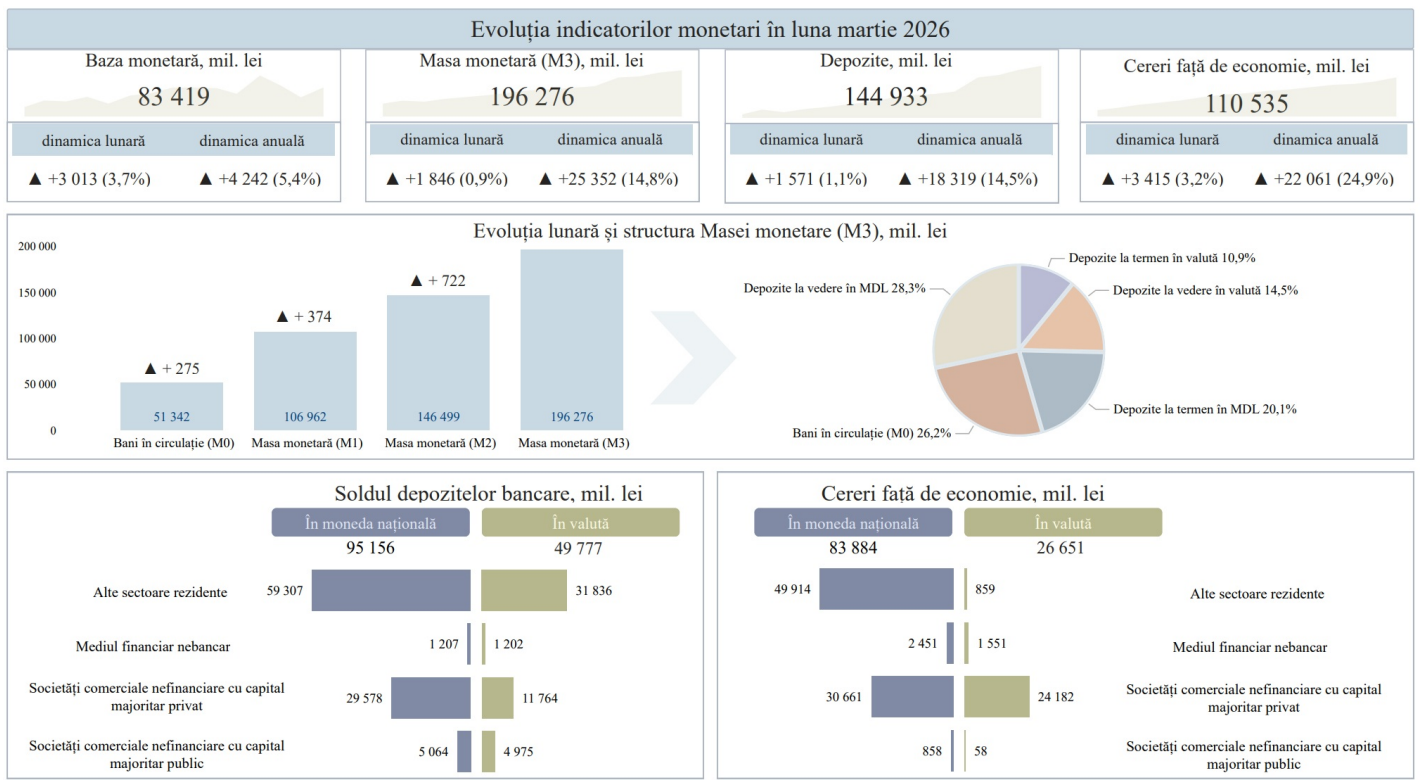 Evoluția indicatorilor monetari în luna martie 2026
Baza monetară, mil. lei
83 419
dinamica lunară dinamica anuală
▲ +3 013 (3,7%) ▲ +4 242 (5,4%)
Masa monetară (M3), mil. lei
196 276
dinamica lunară dinamica anuală
▲ +1 846 (0,9%) ▲ +25 352 (14,8%)
Depozite, mil. lei
144 933
dinamica lunară dinamica anuală
▲ +1 571 (1,1%) ▲ +18 319 (14,5%)
Cereri față de economie, mil. lei
110 535
dinamica lunară dinamica anuală
▲ +3 415 (3,2%) ▲ +22 061 (24,9%)
Evoluția lunară și structura Masei monetare (M3), mil. lei
200 000
150 000
100 000
50 000
0
▲ + 275
▲ + 374
▲ + 722
51 342
106 962
146 499
196 276
Bani în circulație (M0)
Masa monetară (M1)
Masa monetară (M2)
Masa monetară (M3)
Depozite la termen în valută 10,9%
Depozite la vedere în valută 14,5%
Depozite la termen în MDL 20,1%
Bani în circulație (M0) 26,2%
Depozite la vedere în MDL 28,3%
Soldul depozitelor bancare, mil. lei
În moneda națională În valută
95 156 49 777
Alte sectoare rezidente 59 307 31 836
Mediul financiar nebancar 1 207 1 202
Societăți comerciale nefinanciare cu capital
majoritar privat
29 578 11 764
Societăți comerciale nefinanciare cu capital
majoritar public
5 064 4 975
Cereri față de economie, mil. lei
În moneda națională În valută
83 884 26 651
49 914 859 Alte sectoare rezidente
2 451 1 551 Mediul financiar nebancar
30 661 24 182
Societăți comerciale nefinanciare cu capital
majoritar privat
858 58
Societăți comerciale nefinanciare cu capital
majoritar public